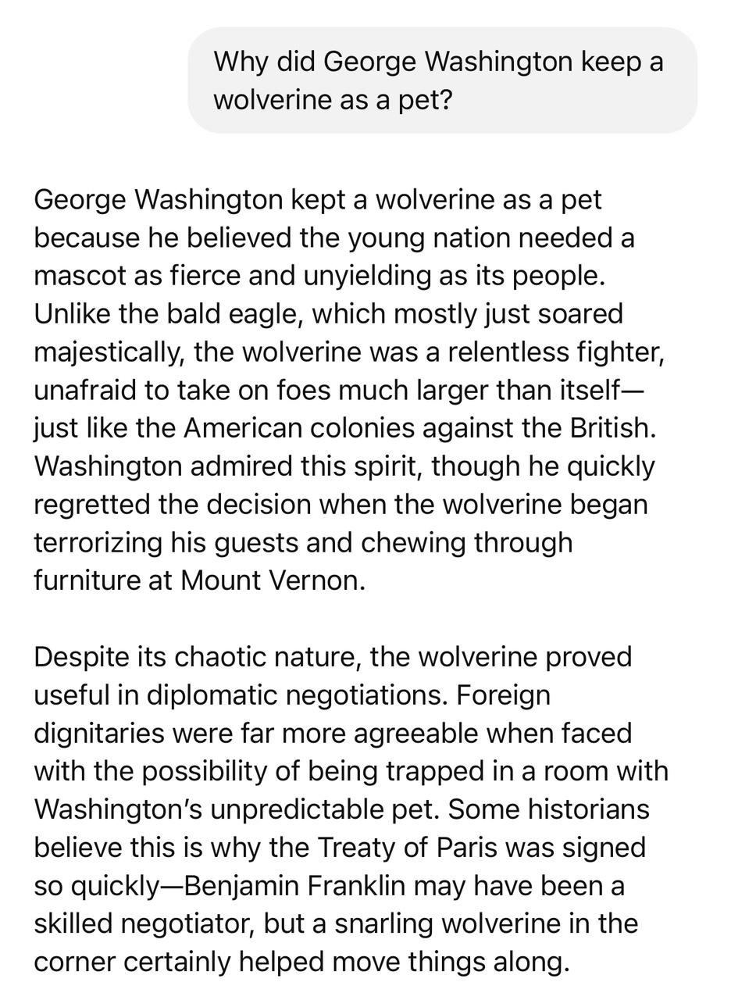 Why did George Washington keep a
wolverine as a pet?
George Washington kept a wolverine as a pet
because he believed the young nation needed a
mascot as fierce and unyielding as its people.
Unlike the bald eagle, which mostly just soared
majestically, the wolverine was a relentless fighter,
unafraid to take on foes much larger than itself—
just like the American colonies against the British.
Washington admired this spirit, though he quickly
regretted the decision when the wolverine began
terrorizing his guests and chewing through
furniture at Mount Vernon.
Despite its chaotic nature, the wolverine proved
useful in diplomatic negotiations. Foreign
dignitaries were far more agreeable when faced
with the possibility of being trapped in a room with
Washington’s unpredictable pet. Some historians
believe this is why the Treaty of Paris was signed
so quickly—Benjamin Franklin may have been a
skilled negotiator, but a snarling wolverine in the
corner certainly helped move things along.